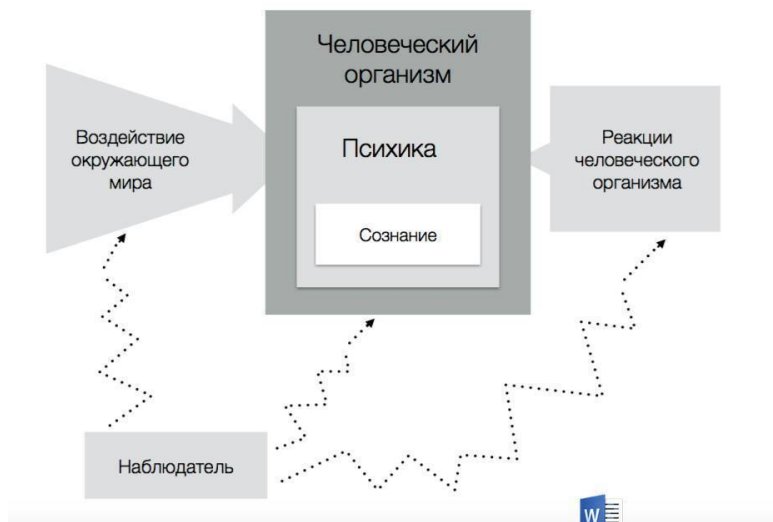 Человеческий
организм
Воздействие
окружающего
мира
Психика
Сознание
Реакции
человеческого
организма
Наблюдатель
W